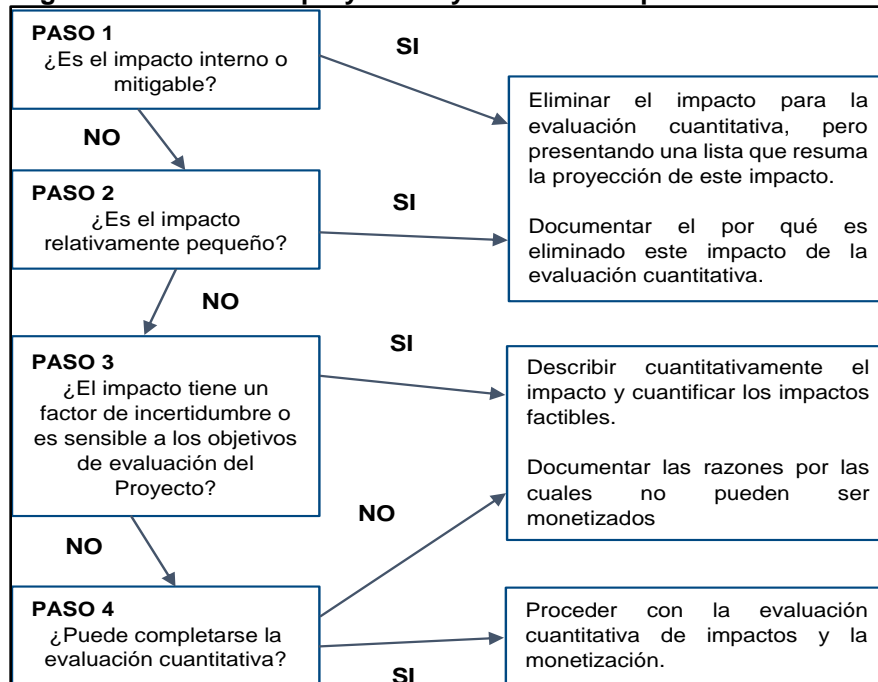 PASO 1
¿Es el impacto interno o
mitigable?
SI
NO
Eliminar el impacto para la
evaluación cuantitativa, pero
presentando una lista que resuma
la proyección de este impacto.
Documentar el por qué es
eliminado este impacto de la
evaluación cuantitativa.
PASO 2
¿Es el impacto
relativamente pequeño?
SI
NO
PASO 3
¿El impacto tiene un
factor de incertidumbre o
es sensible a los objetivos
de evaluación del
Proyecto?
SI
NO
Describir cuantitativamente el
impacto y cuantificar los impactos
factibles.
Documentar las razones por las
cuales no pueden ser
monetizados
NO
PASO 4
¿Puede completarse la
evaluación cuantitativa?
SI
Proceder con la evaluación
cuantitativa de impactos y la
monetización.